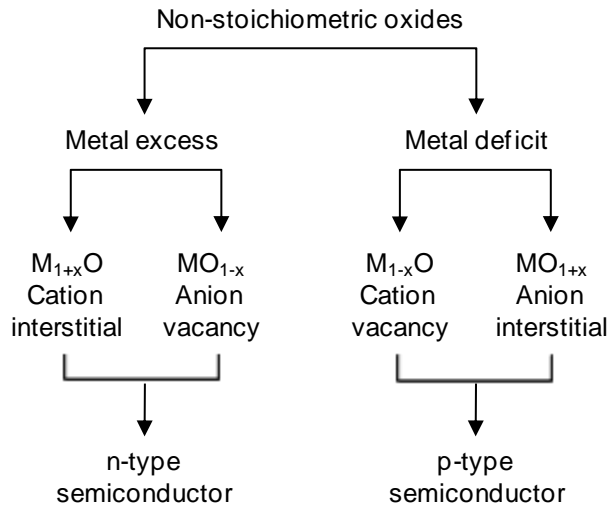 Non-stoichiometric oxides
Metal excess
Metal deficit
M₁₊ₓO
Cation
interstitial
MO₁₋ₓ
Anion
vacancy
M₁₋ₓO
Cation
vacancy
MO₁₊ₓ
Anion
interstitial
n-type
semiconductor
p-type
semiconductor